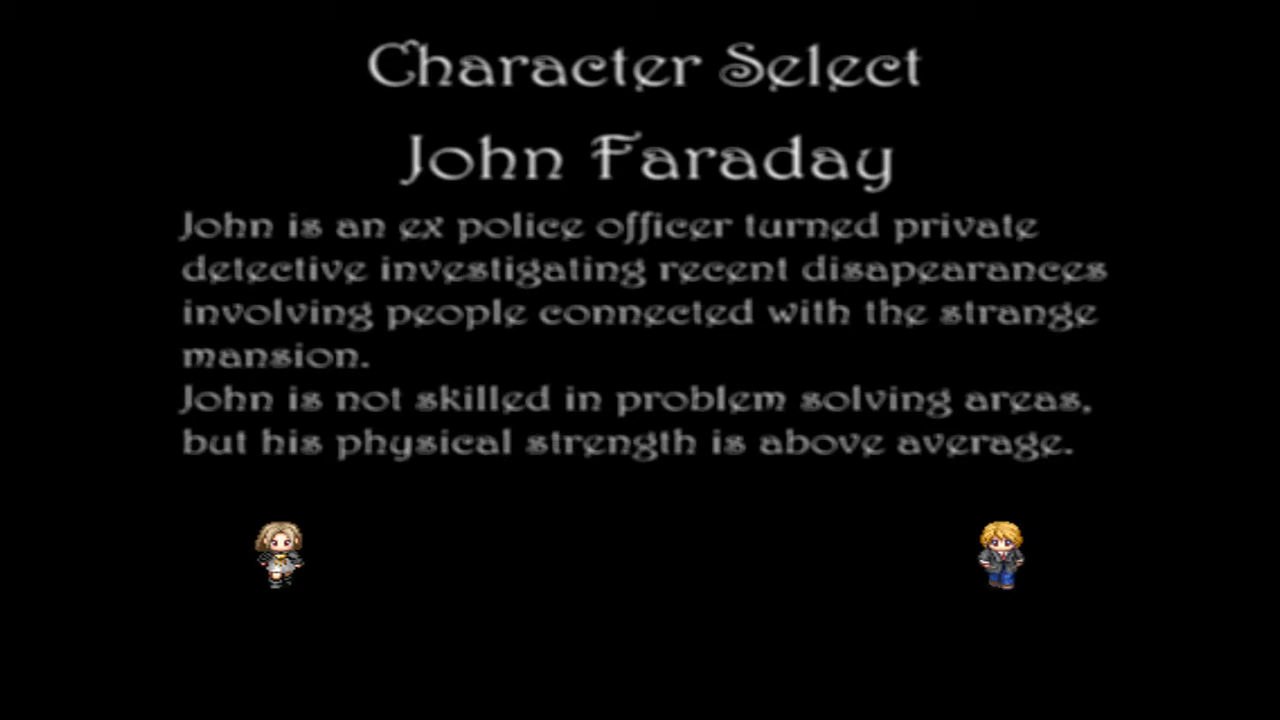 Character Select
John Faraday
John is an ex police officer turned private
detective investigating recent disapearances
involving people connected with the strange
mansion.
John is not skilled in problem solving areas,
but his physical strength is above average.